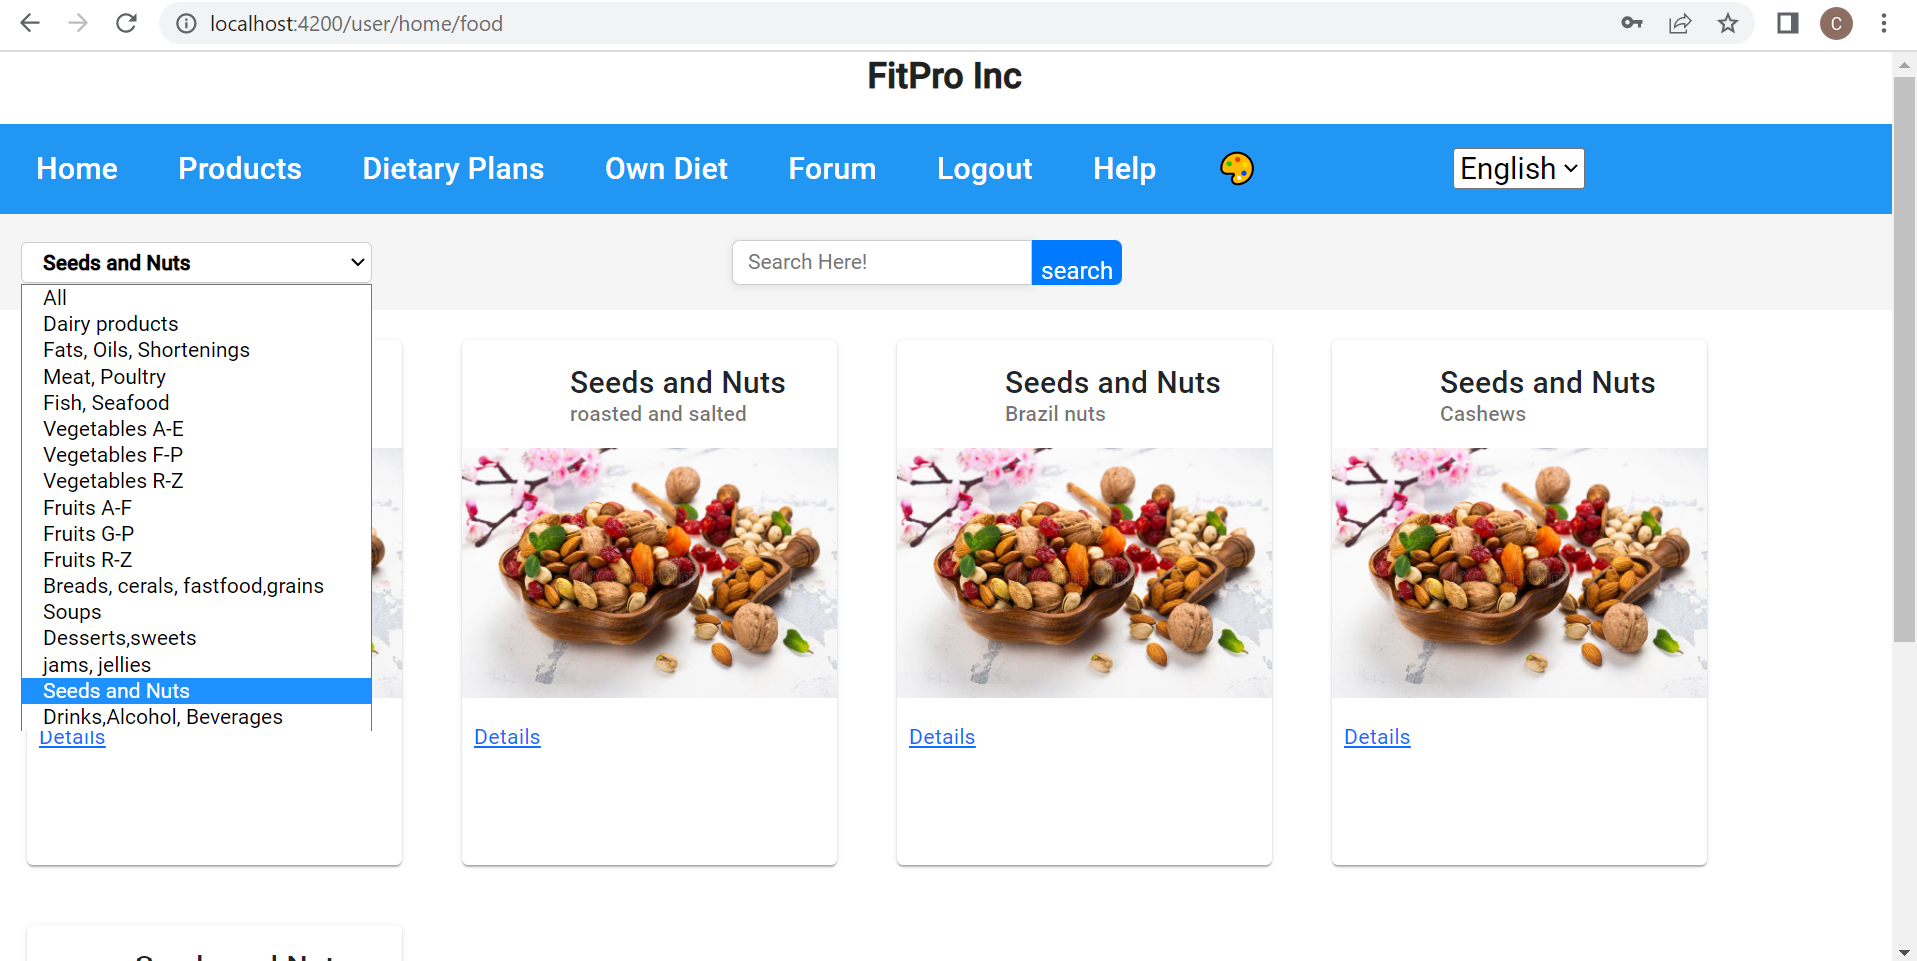 localhost:4200/user/home/food
C
FitPro Inc
Home Products Dietary Plans Own Diet Forum Logout Help English
Seeds and Nuts
Search Here! search
All
Dairy products
Fats, Oils, Shortenings
Meat, Poultry
Fish, Seafood
Vegetables A-E
Vegetables F-P
Vegetables R-Z
Fruits A-F
Fruits G-P
Fruits R-Z
Breads, cerals, fastfood,grains
Soups
Desserts,sweets
jams, jellies
Seeds and Nuts
Drinks,Alcohol, Beverages
Details
Seeds and Nuts
roasted and salted
Details
Seeds and Nuts
Brazil nuts
Details
Seeds and Nuts
Cashews
Details
Seeds and Nuts